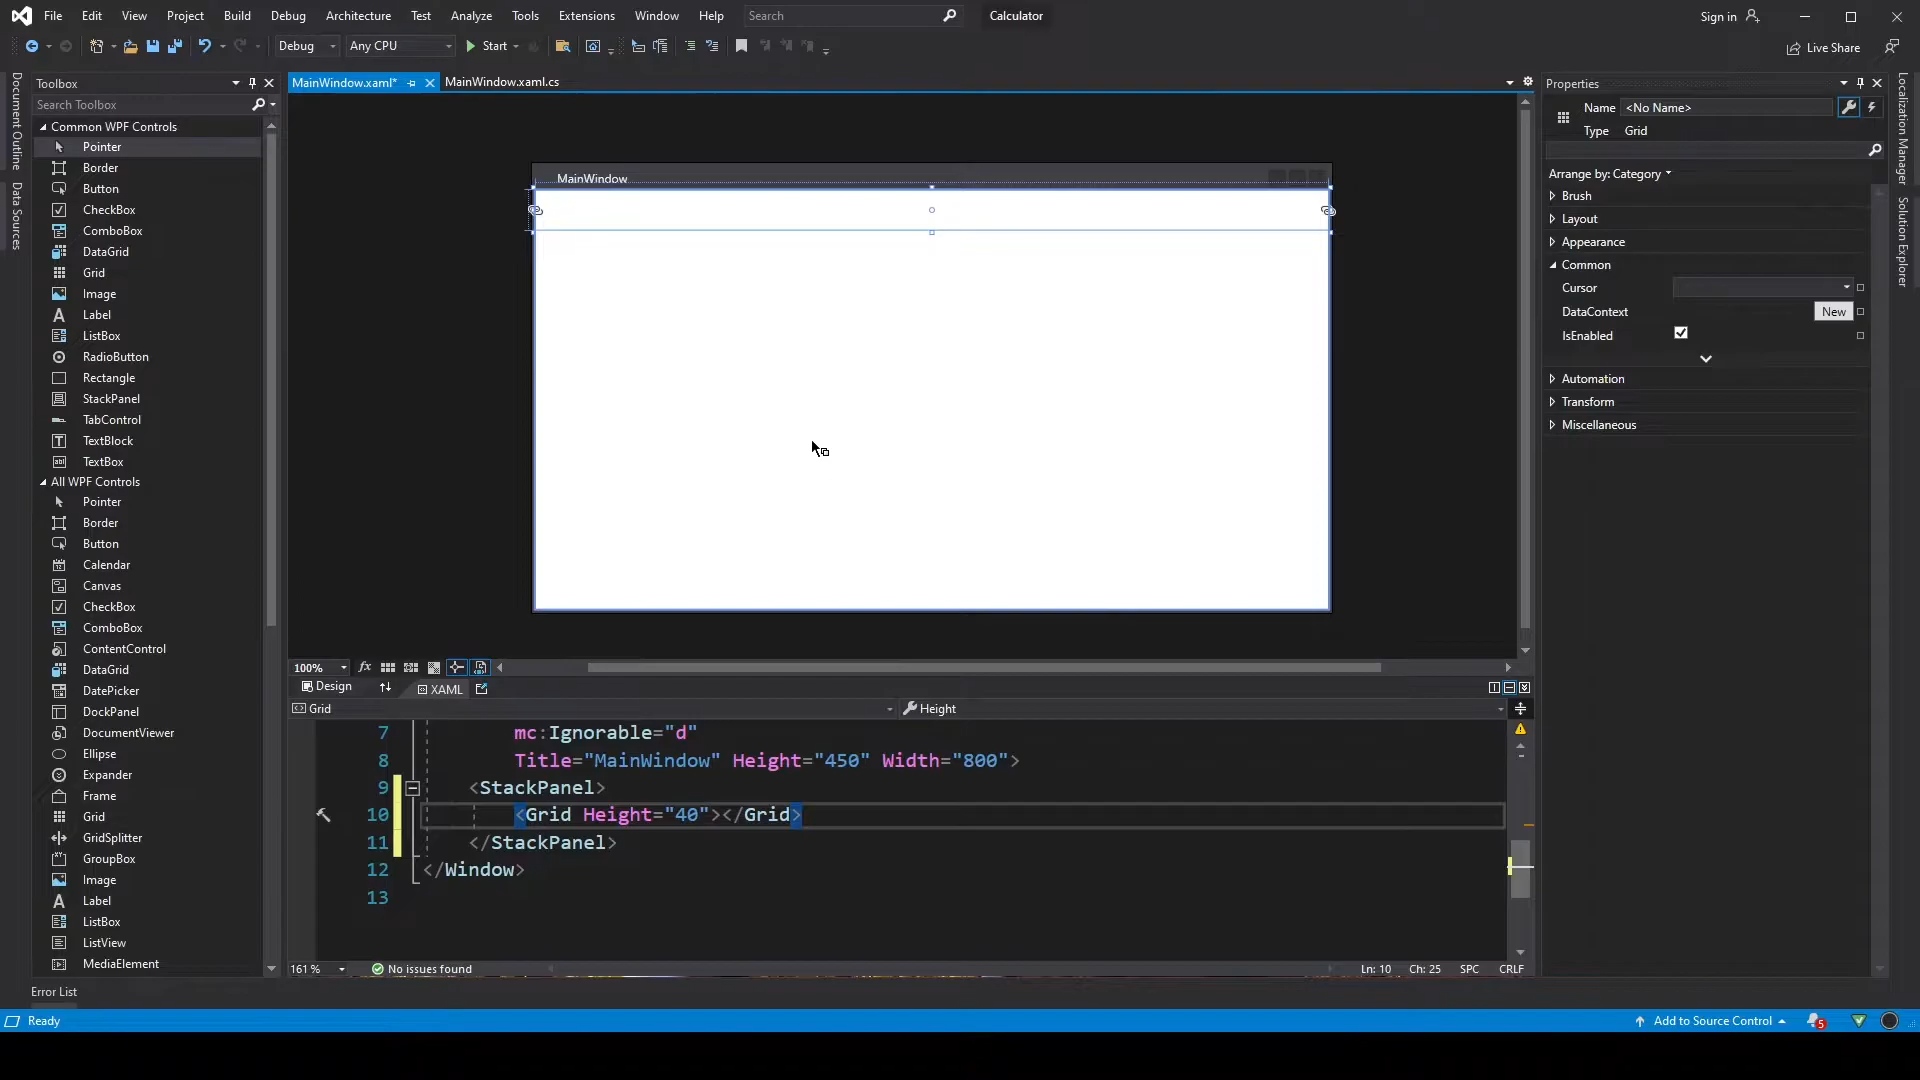 File Edit View Project Build Debug Architecture Test Analyze Tools Extensions Window Help Search Calculator Sign in
Debug Any CPU Start Live Share
Document Outline
Data Sources
Toolbox
Search Toolbox
Common WPF Controls
Pointer
Border
Button
CheckBox
ComboBox
DataGrid
Grid
Image
Label
ListBox
RadioButton
Rectangle
StackPanel
TabControl
TextBlock
TextBox
All WPF Controls
Pointer
Border
Button
Calendar
Canvas
CheckBox
ComboBox
ContentControl
DataGrid
DatePicker
DockPanel
DocumentViewer
Ellipse
Expander
Frame
Grid
GridSplitter
GroupBox
Image
Label
ListBox
ListView
MediaElement
MainWindow.xaml* MainWindow.xaml.cs
MainWindow
100% fx
Design XAML
Grid Height
7 mc:Ignorable="d"
8 Title="MainWindow" Height="450" Width="800">
9 <StackPanel>
10 <Grid Height="40"></Grid>
11 </StackPanel>
12 </Window>
13
161 % No issues found Ln: 10 Ch: 25 SPC CRLF
Properties
Name <No Name>
Type Grid
Arrange by: Category
Brush
Layout
Appearance
Common
Cursor
DataContext New
IsEnabled
Automation
Transform
Miscellaneous
Localization Manager
Solution Explorer
Error List
Ready Add to Source Control 5